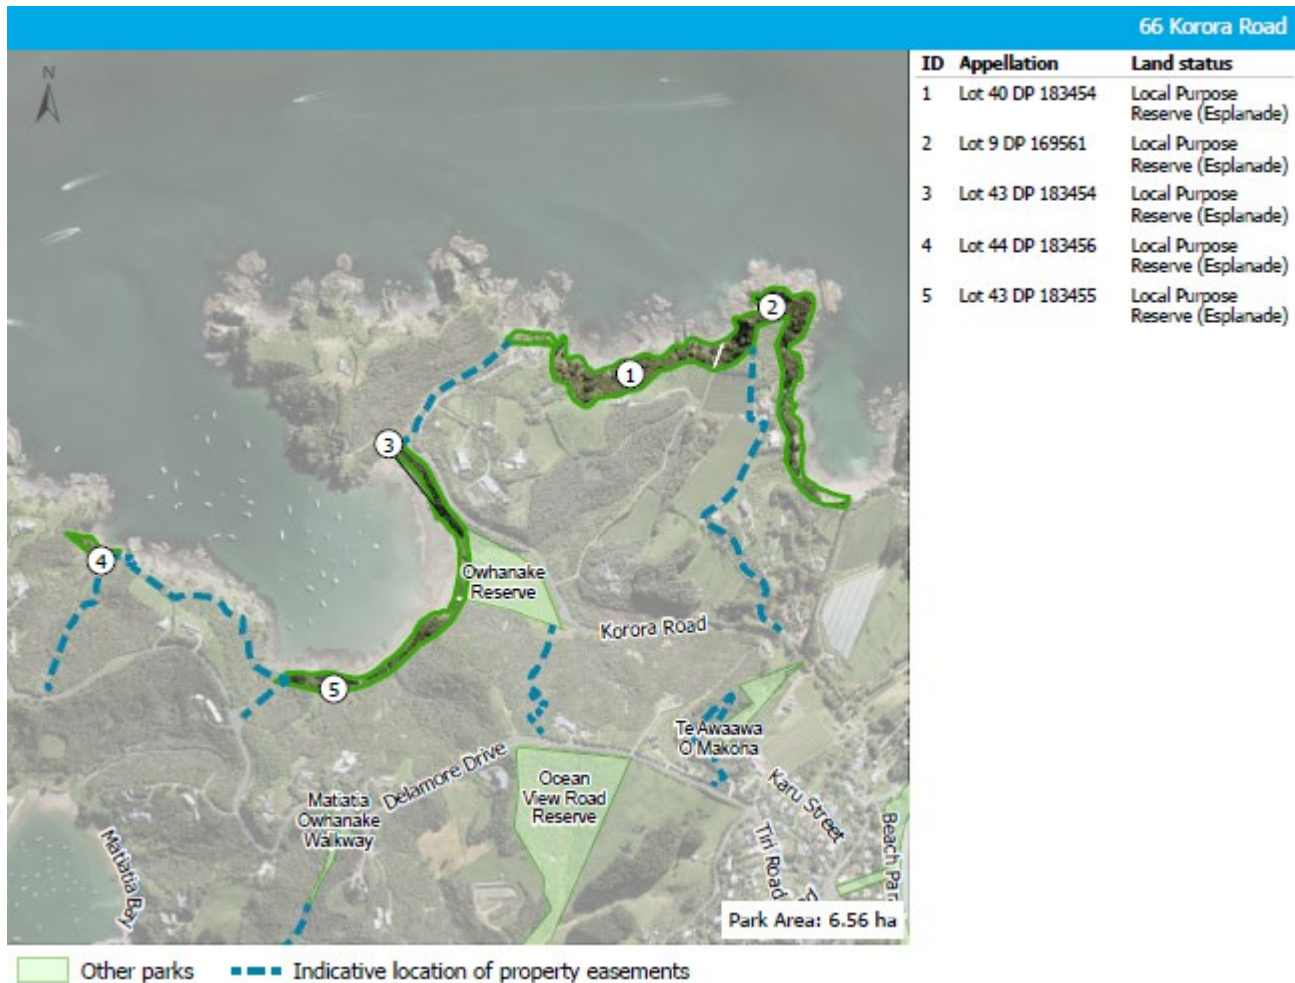 66 Korora Road
ID Appellation Land status
1 Lot 40 DP 183454 Local Purpose
Reserve (Esplanade)
2 Lot 9 DP 169561 Local Purpose
Reserve (Esplanade)
3 Lot 43 DP 183454 Local Purpose
Reserve (Esplanade)
4 Lot 44 DP 183456 Local Purpose
Reserve (Esplanade)
5 Lot 43 DP 183455 Local Purpose
Reserve (Esplanade)
N
2
1
3
4
Owhanake
Reserve
Korora Road
5
Te Awaawa
O Makoha
Delamore Drive
Ocean
View Road
Reserve
Matiatia
Owhanake
Walkway
Karu Street
Tiri Road
Beach Par
Matiatia Bay
Park Area: 6.56 ha
Other parks
Indicative location of property easements